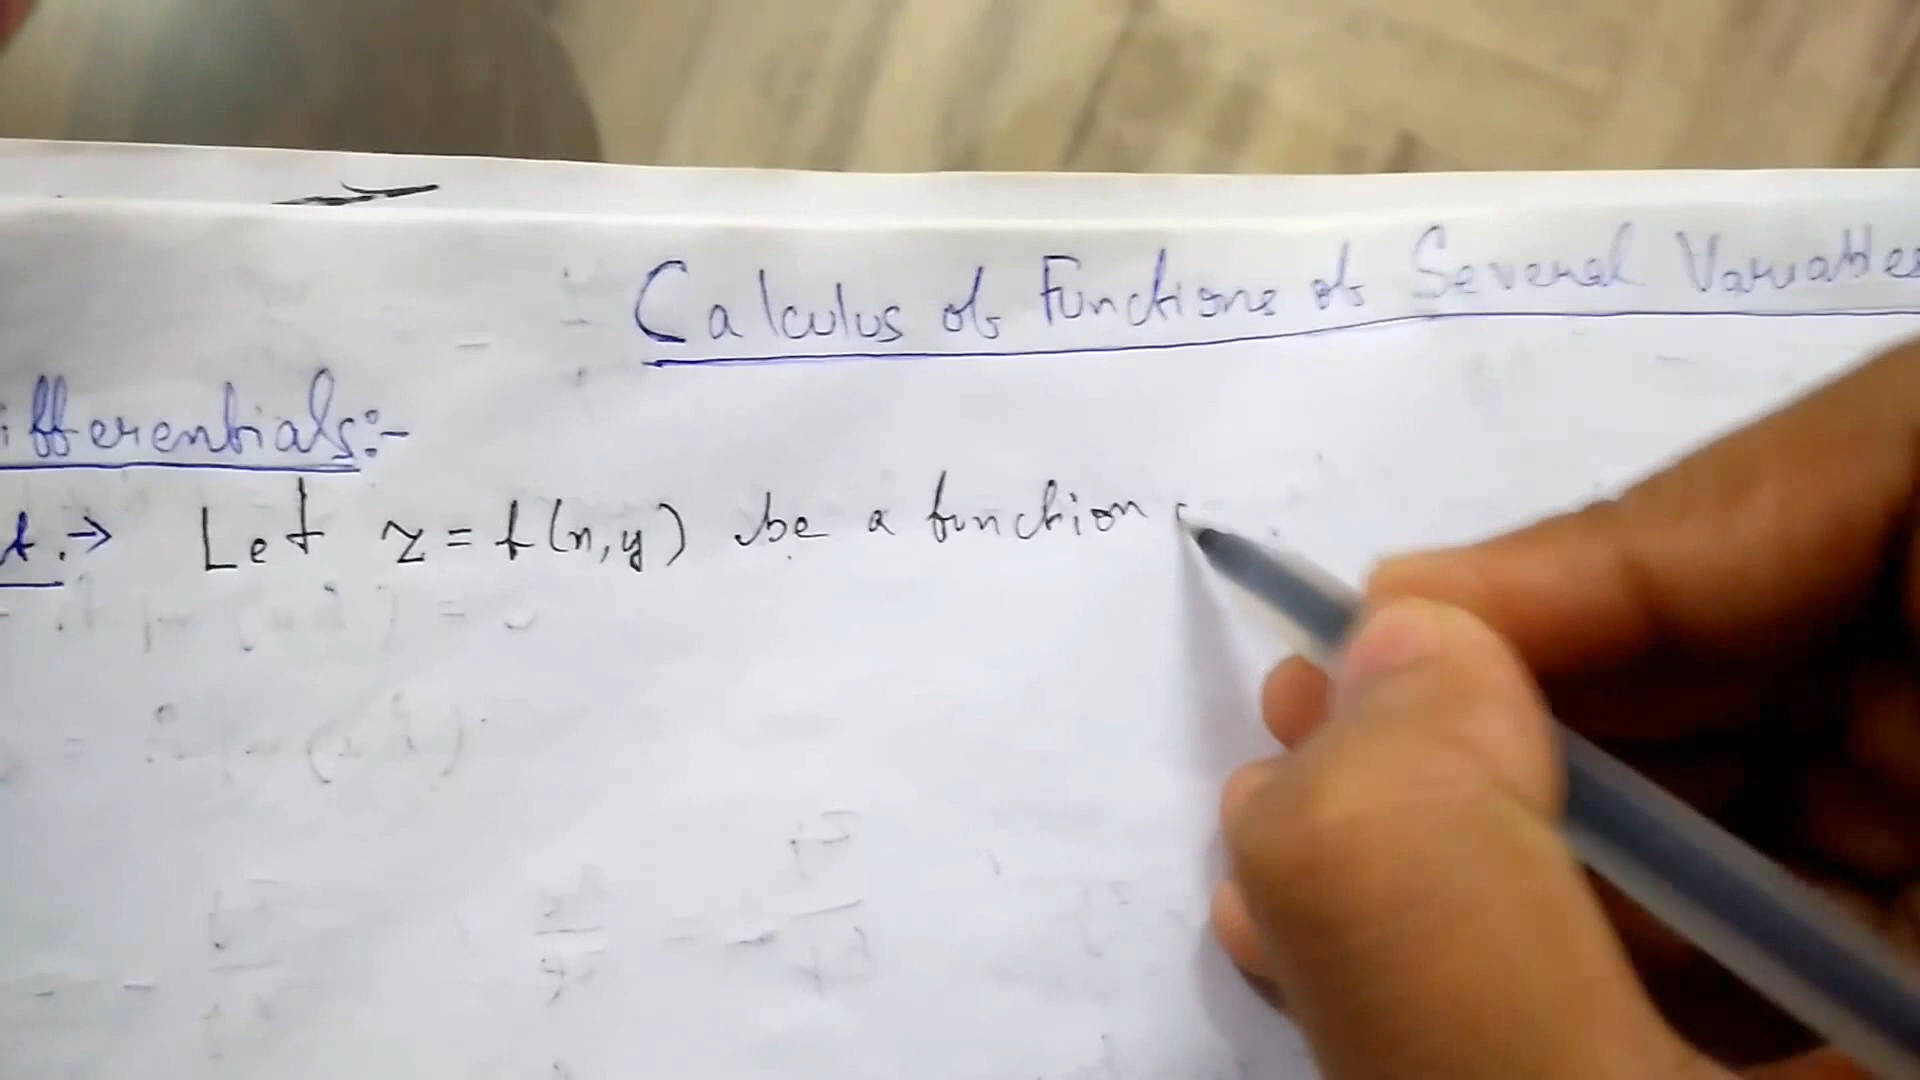 Calculus of Functions of Several Variables
ifferentials:-
t. → Let z = f(x,y) be a function